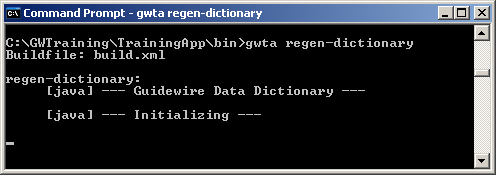 Command Prompt - gwta regen-dictionary
C:\GWTraining\TrainingApp\bin>gwta regen-dictionary
Buildfile: build.xml
regen-dictionary:
[java] --- Guidewire Data Dictionary ---
[java] --- Initializing ---